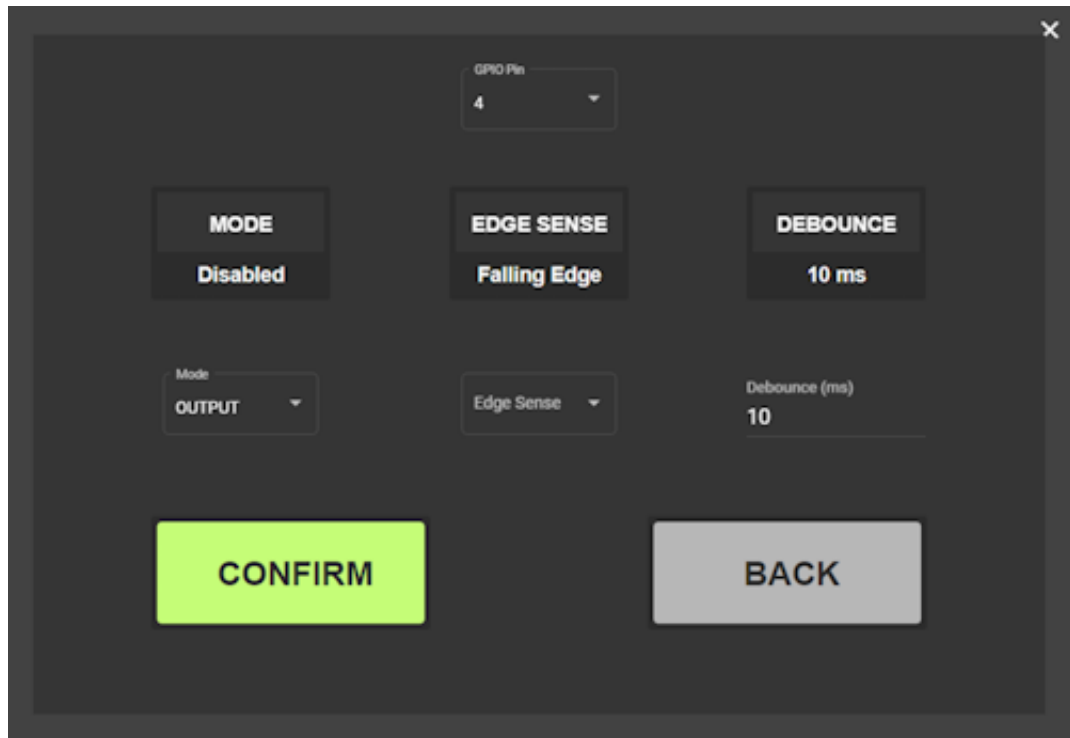 GPIO Pin
4
MODE
Disabled
EDGE SENSE
Falling Edge
DEBOUNCE
10 ms
Mode
OUTPUT
Edge Sense
Debounce (ms)
10
CONFIRM
BACK